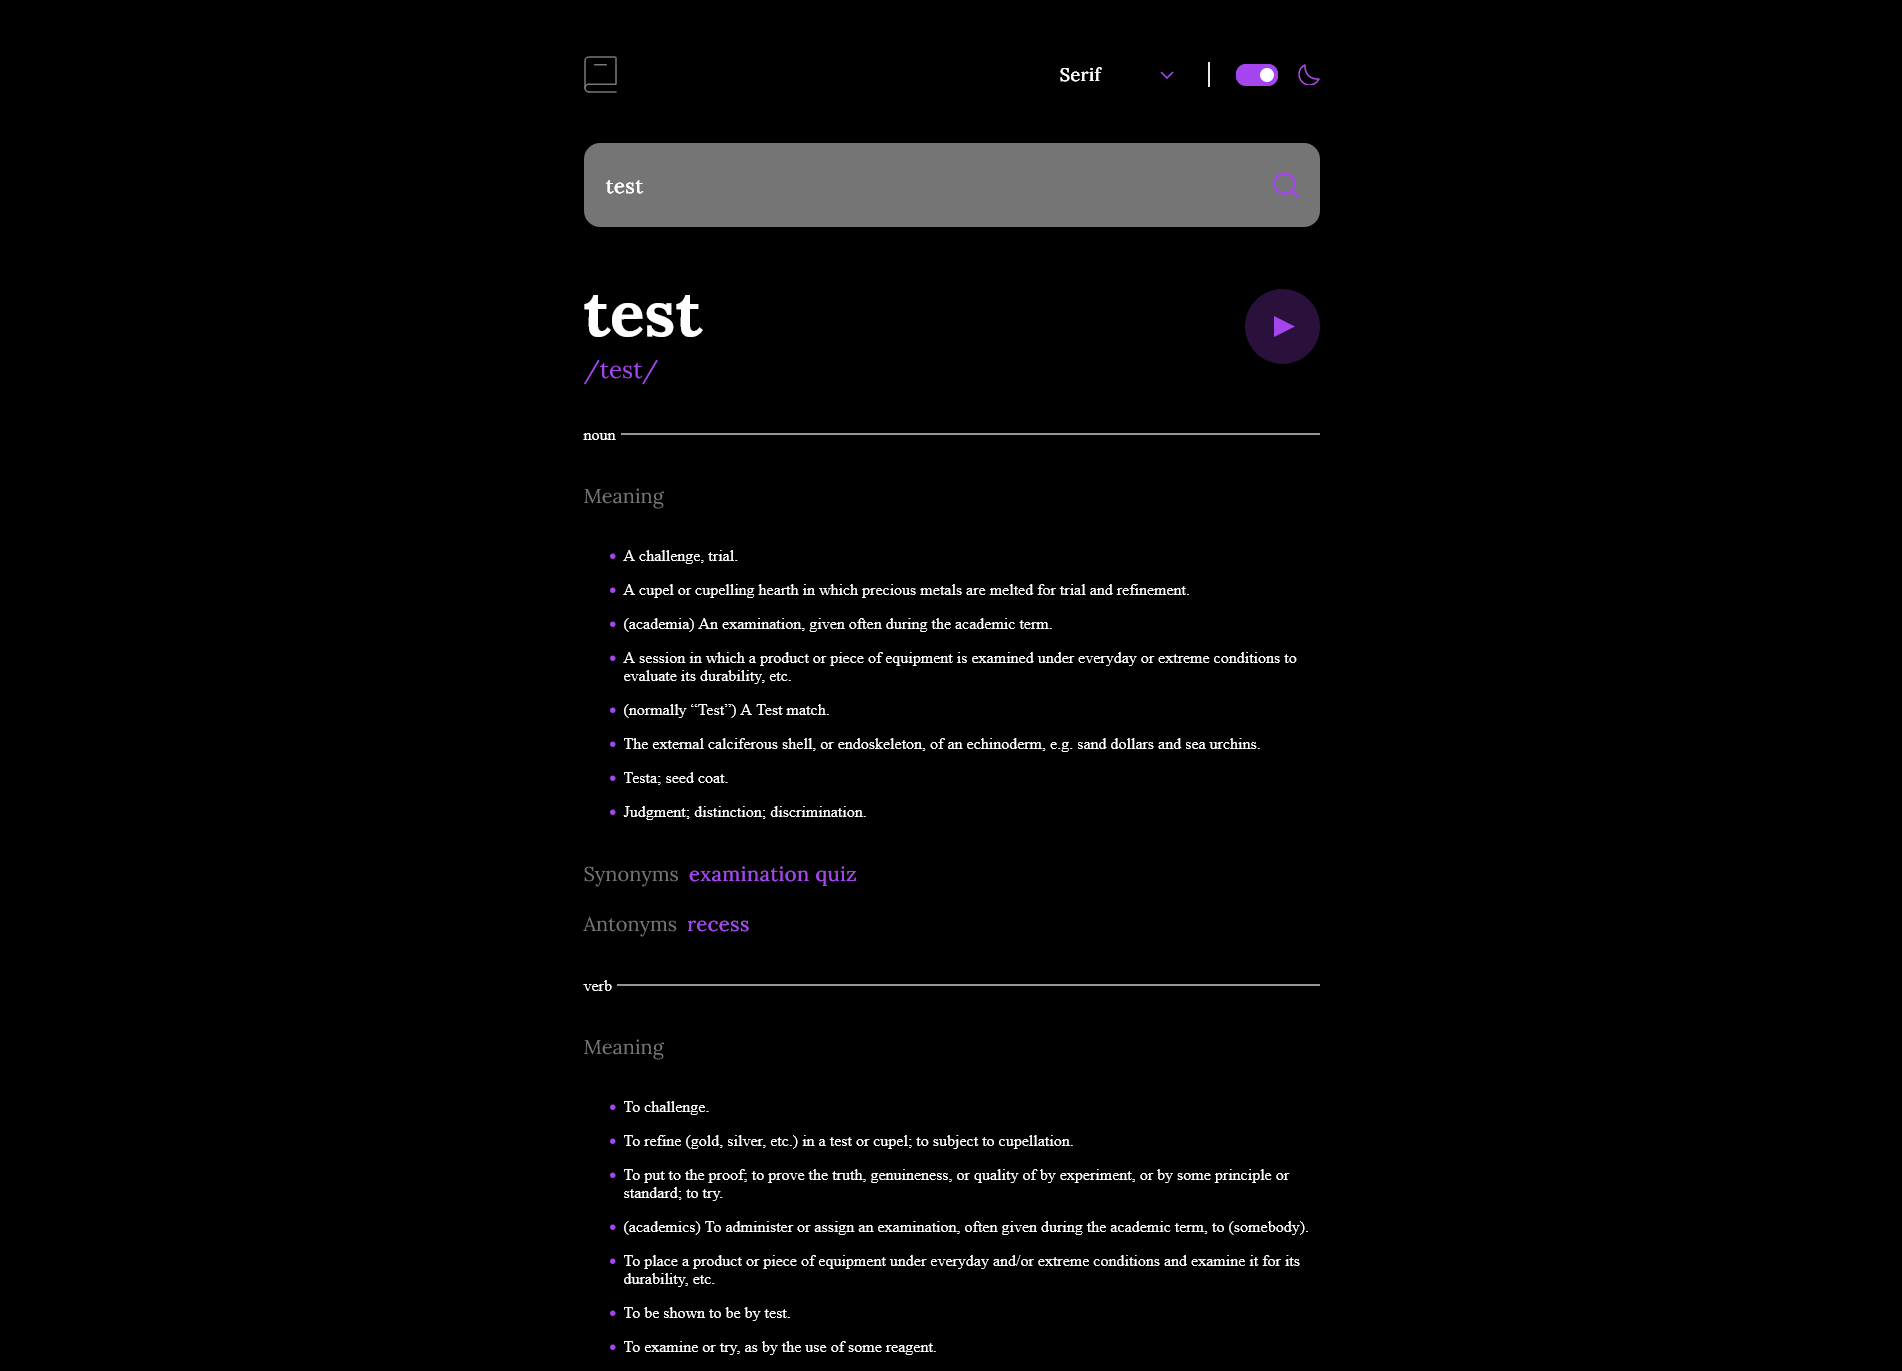 Serif
test
test
/test/
noun
Meaning
A challenge, trial.
A cupel or cupelling hearth in which precious metals are melted for trial and refinement.
(academia) An examination, given often during the academic term.
A session in which a product or piece of equipment is examined under everyday or extreme conditions to
evaluate its durability, etc.
(normally “Test”) A Test match.
The external calciferous shell, or endoskeleton, of an echinoderm, e.g. sand dollars and sea urchins.
Testa; seed coat.
Judgment; distinction; discrimination.
Synonyms examination quiz
Antonyms recess
verb
Meaning
To challenge.
To refine (gold, silver, etc.) in a test or cupel; to subject to cupellation.
To put to the proof; to prove the truth, genuineness, or quality of by experiment, or by some principle or
standard; to try.
(academics) To administer or assign an examination, often given during the academic term, to (somebody).
To place a product or piece of equipment under everyday and/or extreme conditions and examine it for its
durability, etc.
To be shown to be by test.
To examine or try, as by the use of some reagent.